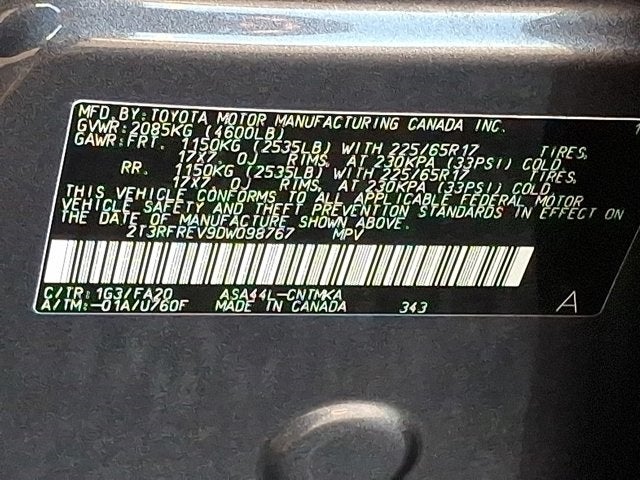 MFD.BY:TOYOTA MOTOR MANUFACTURING CANADA INC.
GVWR:2085KG (4600LB)
GAWR:FRT. 1150KG (2535LB) WITH 225/65R17 TIRES,
17X7.0J RIMS, AT 230KPA (33PSI) COLD
RR. 1150KG (2535LB) WITH 225/65R17 TIRES,
17X7.0J RIMS, AT 230KPA (33PSI) COLD
THIS VEHICLE CONFORMS TO ALL APPLICABLE FEDERAL MOTOR
VEHICLE SAFETY AND THEFT PREVENTION STANDARDS IN EFFECT ON
THE DATE OF MANUFACTURE SHOWN ABOVE.
2T3RFREV9DW098767 MPV
C/TR:1G3/FA20 ASA44L-CNTMKA
A/TM:-01A/U760F MADE IN CANADA 343 A